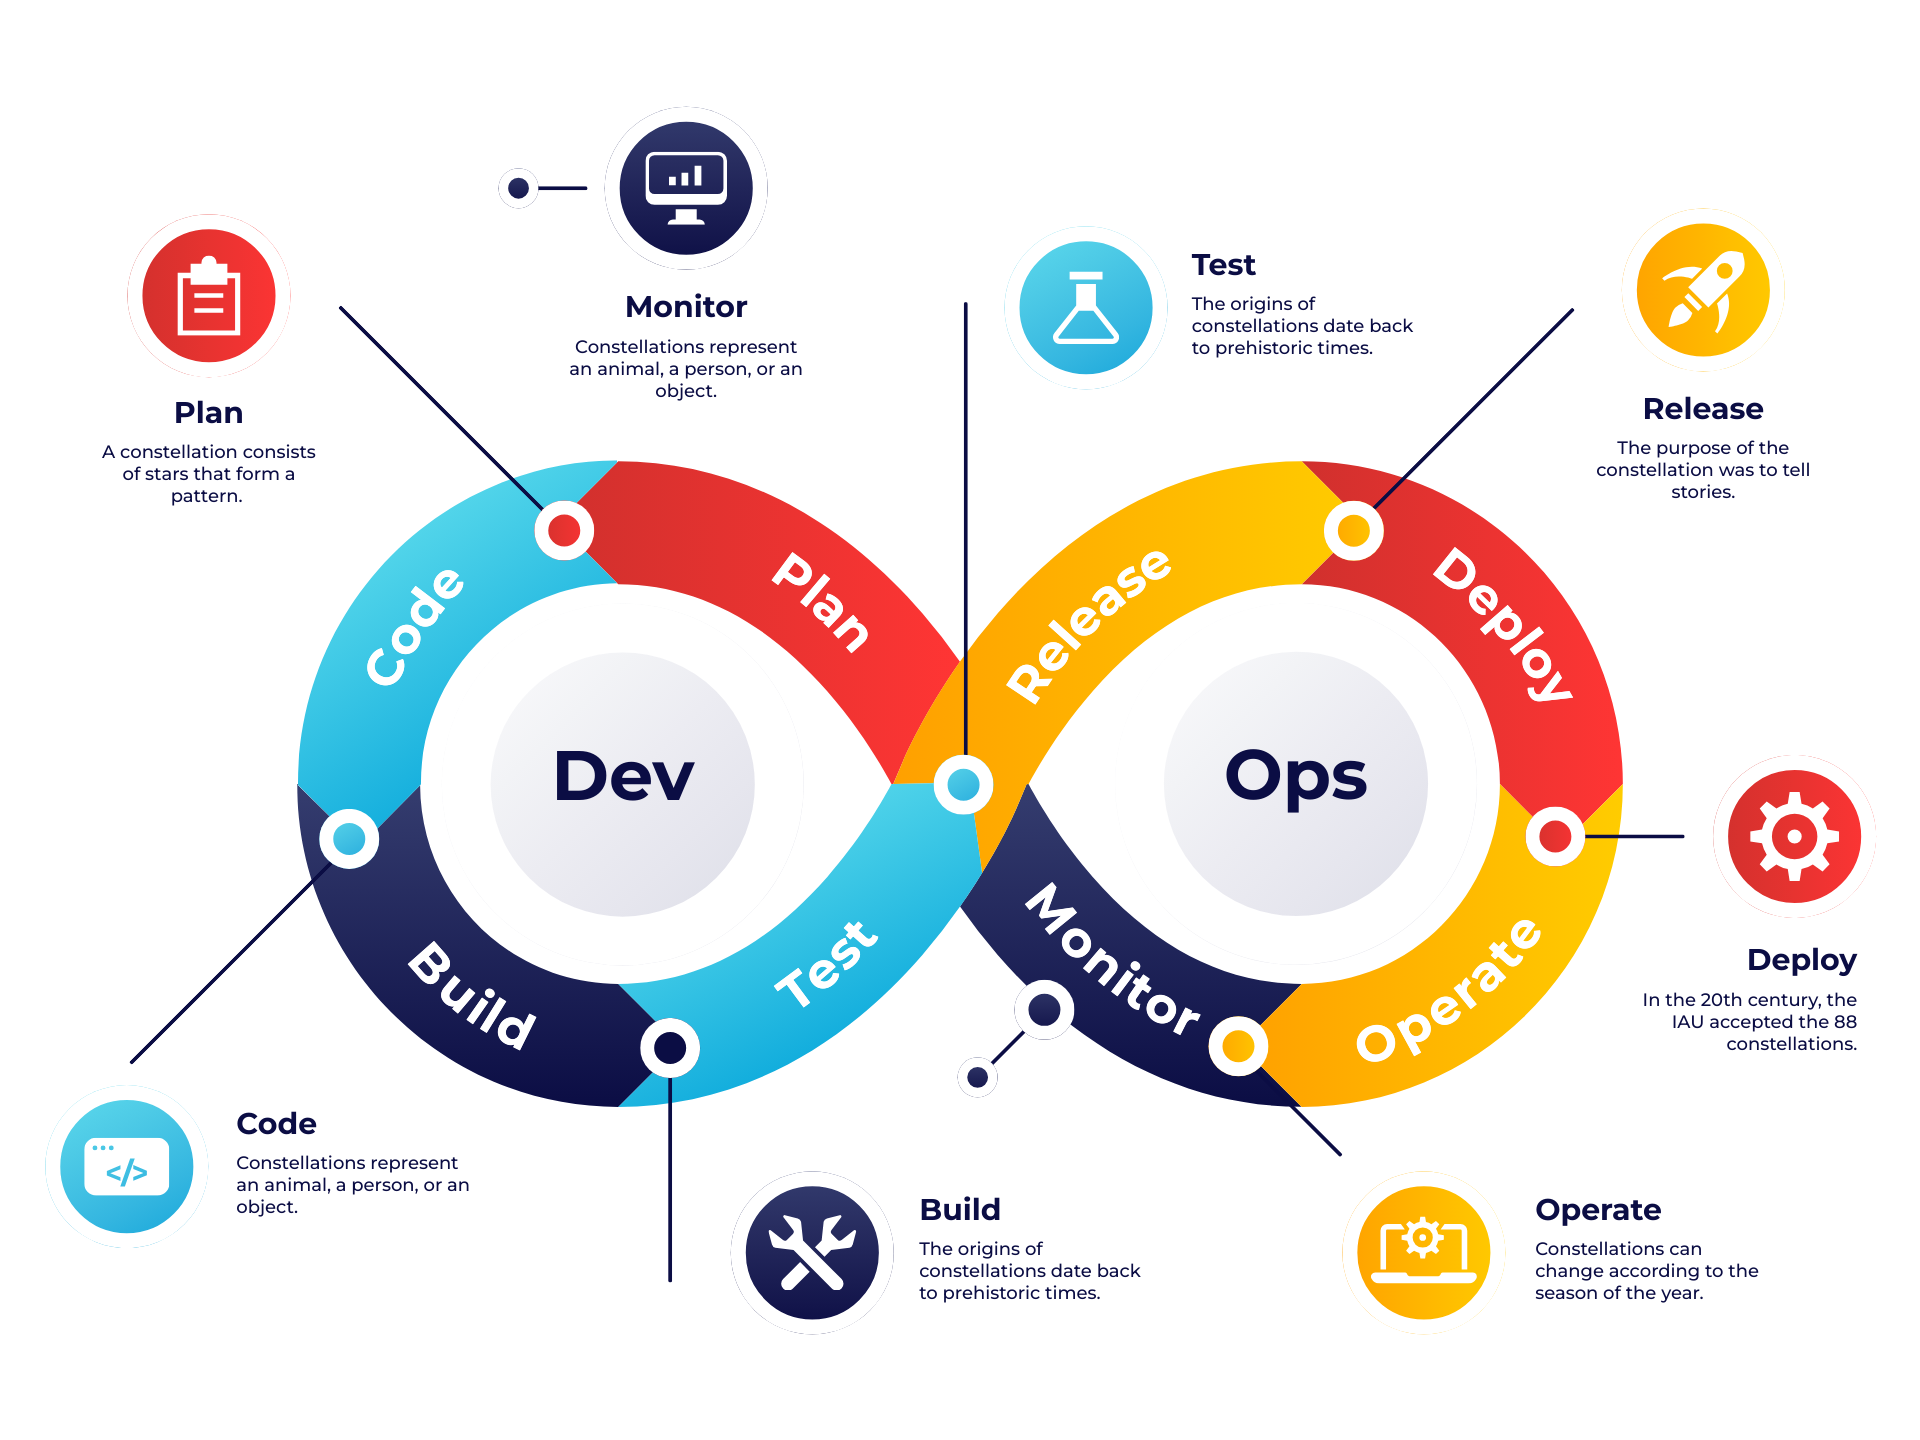 Monitor
Constellations represent
an animal, a person, or an
object.
Plan
A constellation consists
of stars that form a
pattern.
Test
The origins of
constellations date back
to prehistoric times.
Release
The purpose of the
constellation was to tell
stories.
Code
Plan
Release
Deploy
Dev
Ops
Build
Test
Monitor
Operate
Deploy
In the 20th century, the
IAU accepted the 88
constellations.
Code
Constellations represent
an animal, a person, or an
object.
Build
The origins of
constellations date back
to prehistoric times.
Operate
Constellations can
change according to the
season of the year.
</>